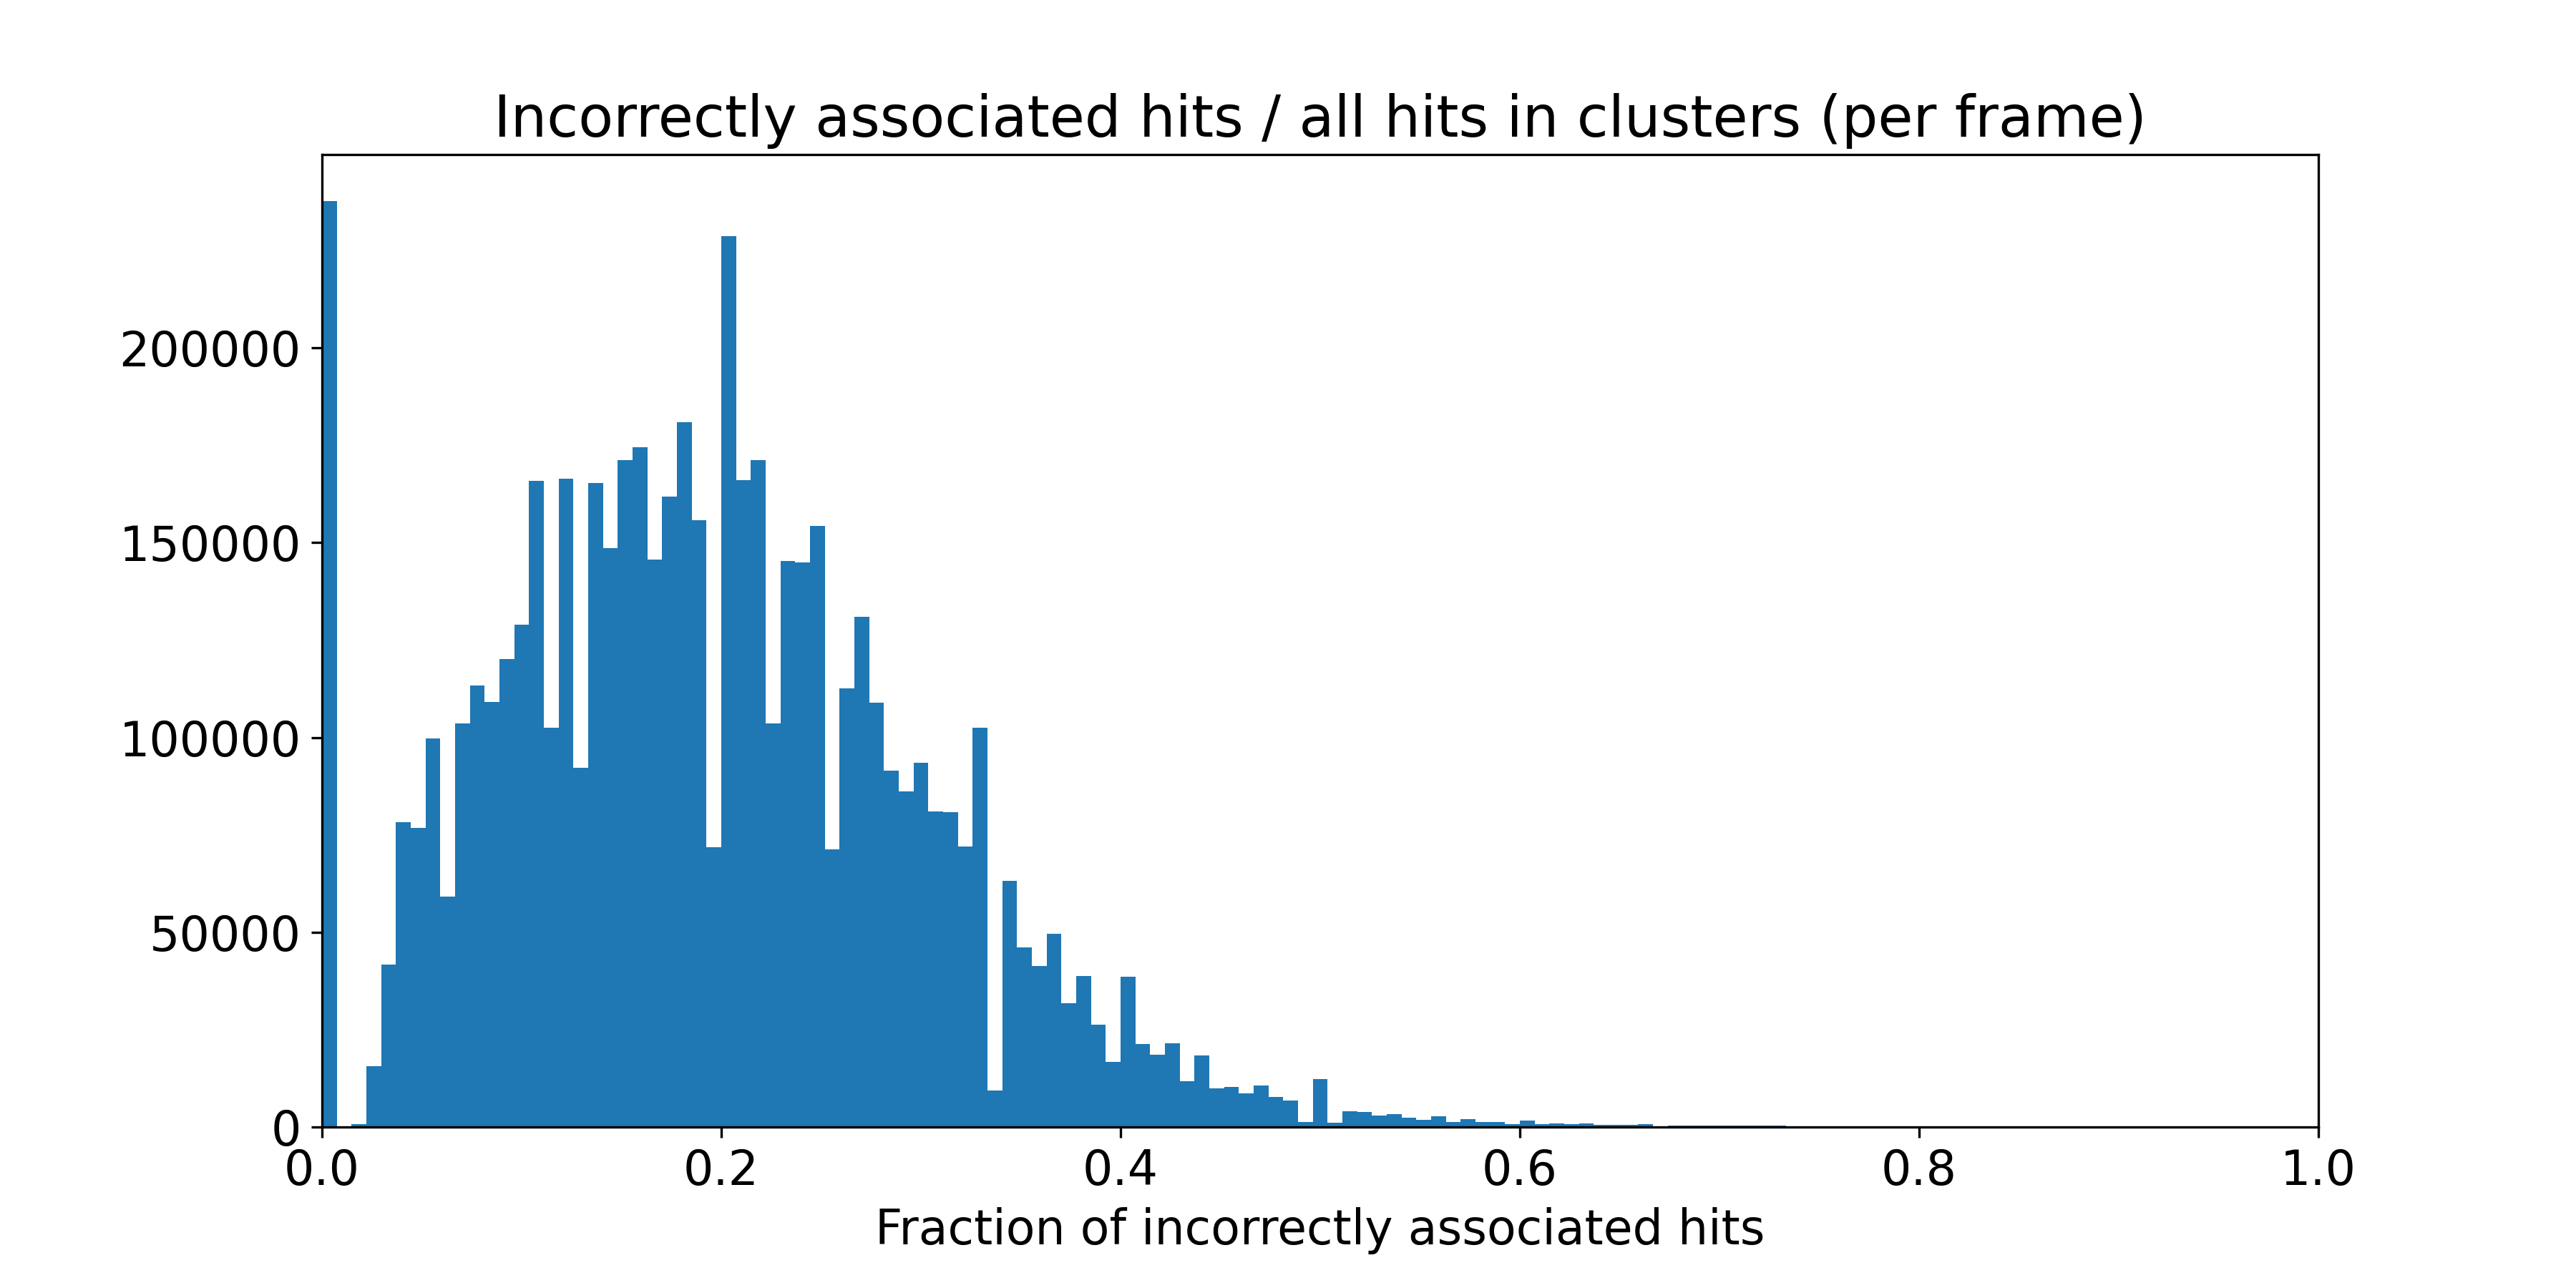 Incorrectly associated hits / all hits in clusters (per frame)
200000
150000
100000
50000
0
0.0 0.2 0.4 0.6 0.8 1.0
Fraction of incorrectly associated hits